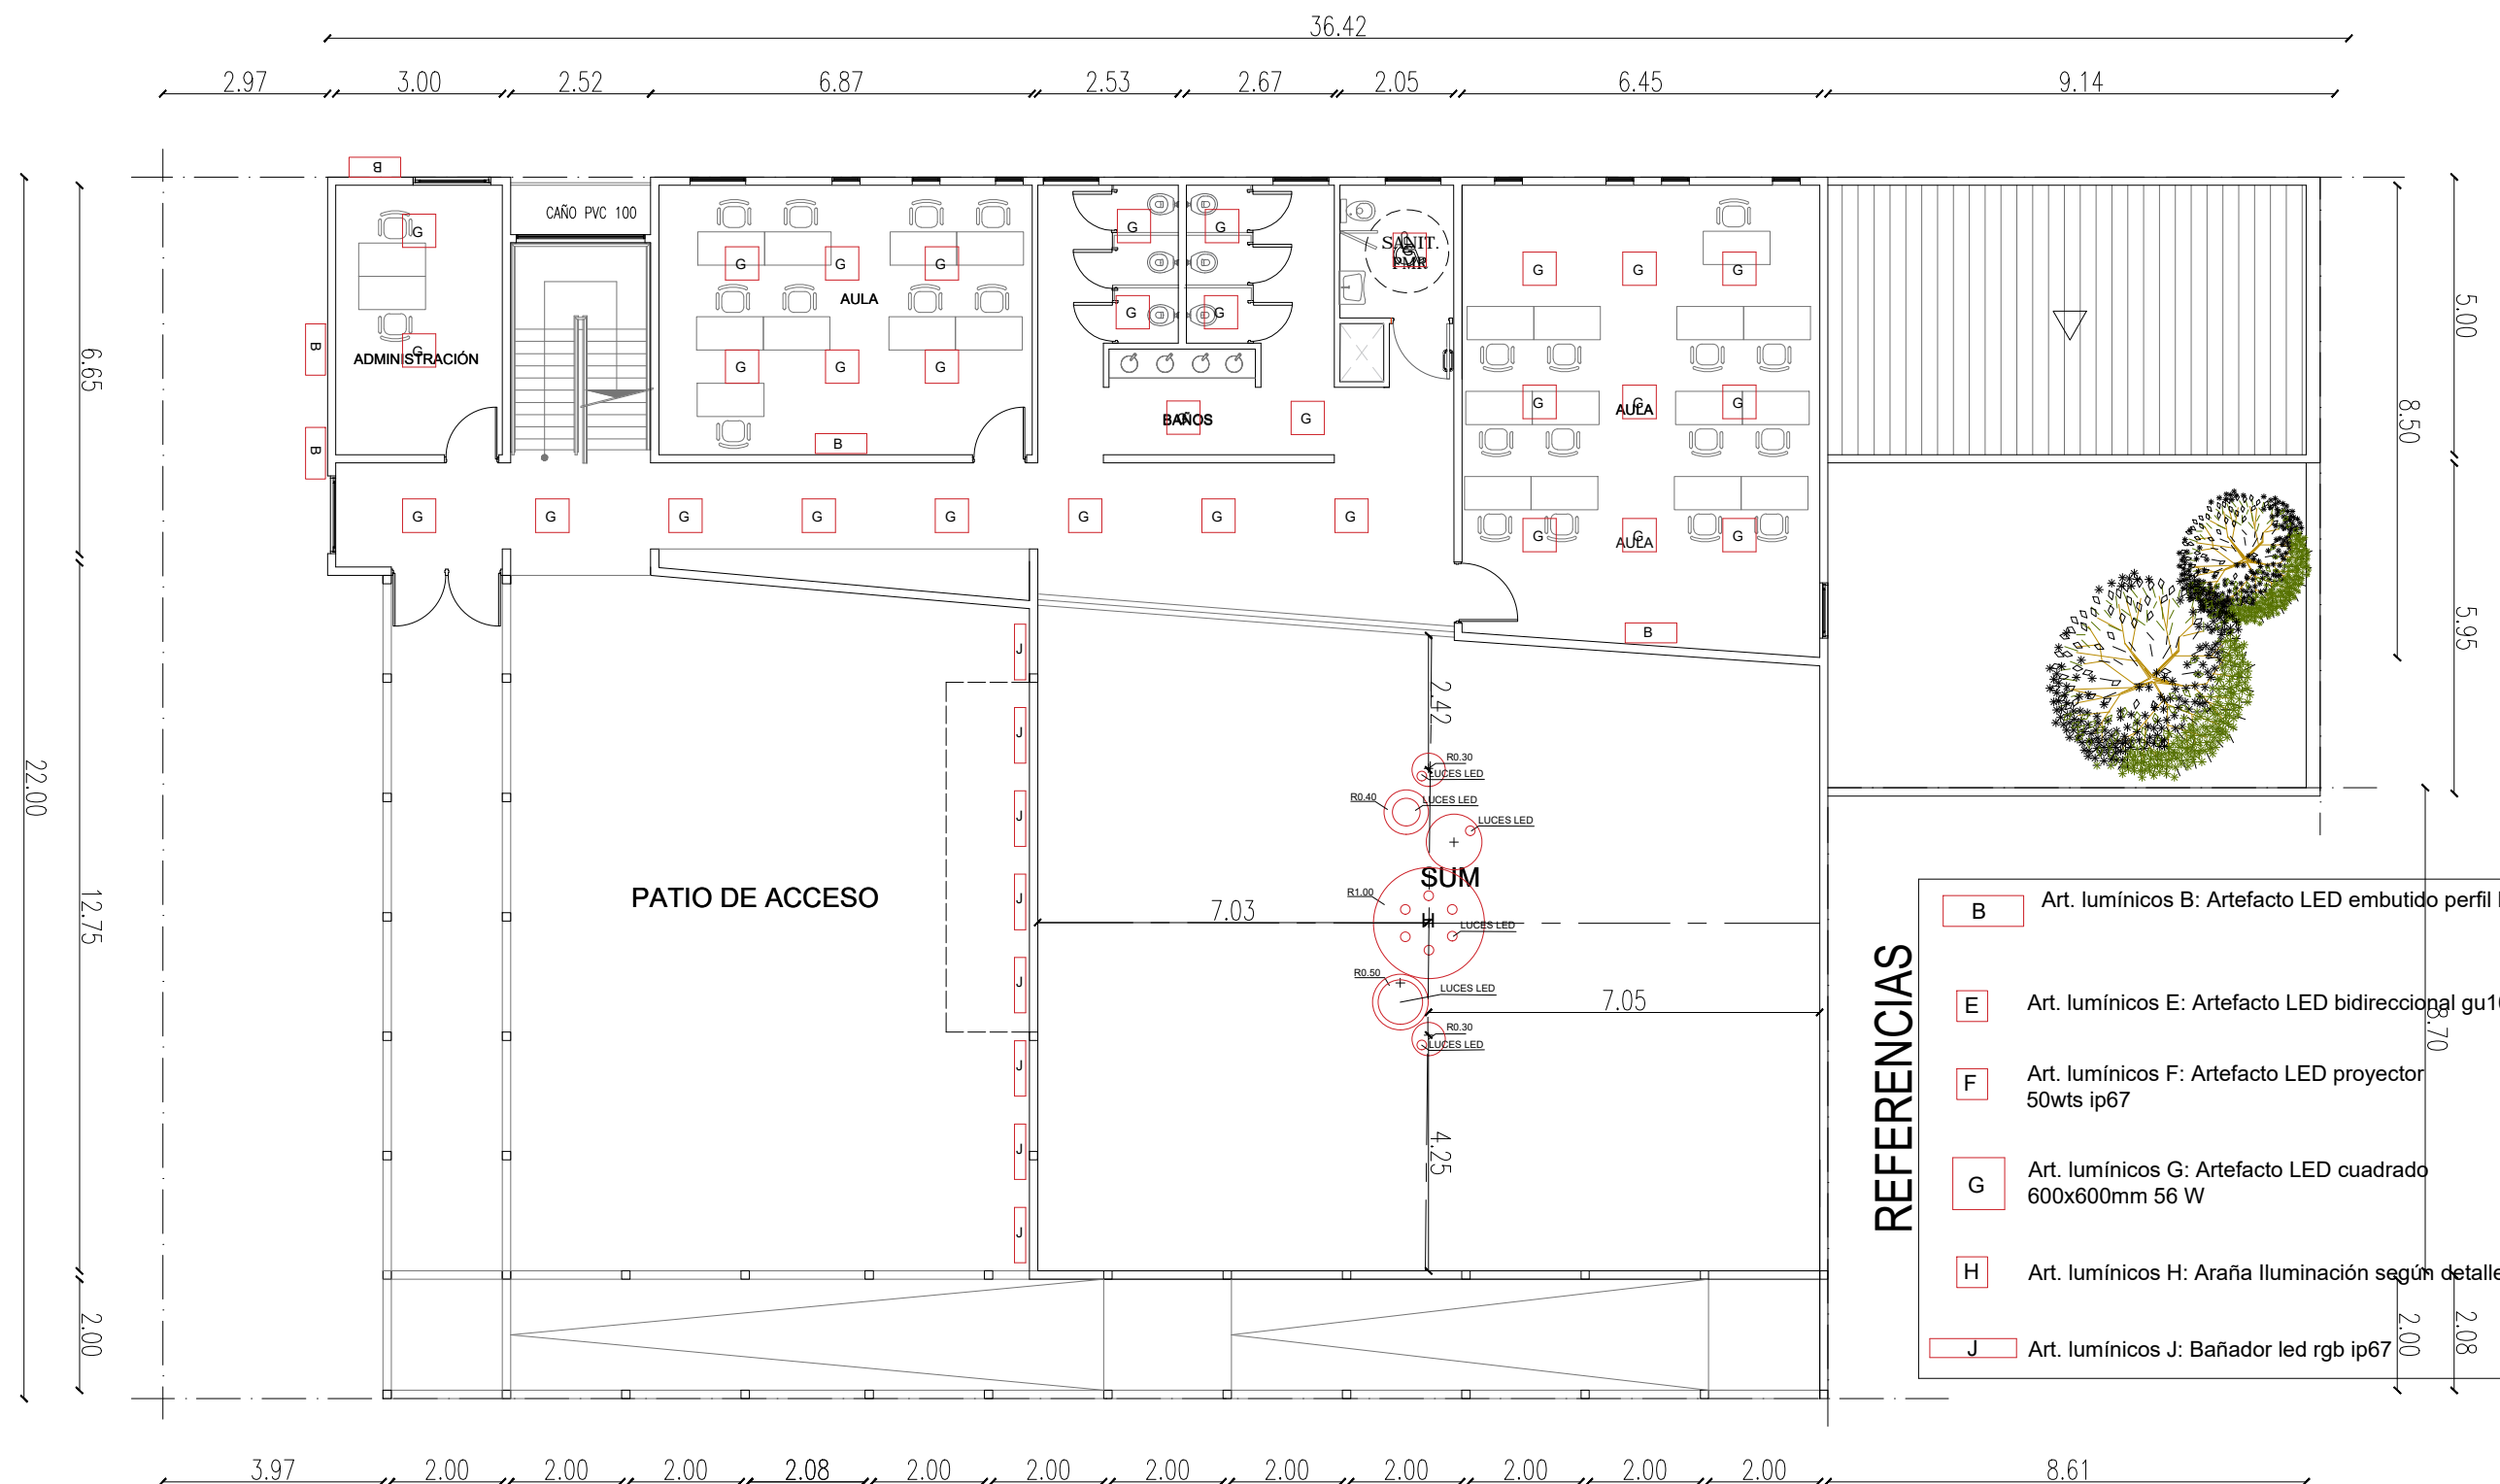 36.42
2.97 3.00 2.52 6.87 2.53 2.67 2.05 6.45 9.14
B
CAÑO PVC 100
G
G
G
SANIT.
G
PMR
G G G
AULA
G G G
5.00
G
G
B
G
ADMINISTRACIÓN
G G G
6.65
G G G
AULA
8.50
G
BAÑOS
G
B
B
G G G G G G G G
G G G
AULA
B
5.95
J
2.42
J
R0.30
LUCES LED
22.00
R0.40
LUCES LED
J
LUCES LED
SUM
R1.00
PATIO DE ACCESO
J
7.03
H
LUCES LED
12.75
R0.50
J
LUCES LED
7.05
R0.30
LUCES LED
J
J
4.25
J
REFERENCIAS
B
Art. lumínicos B: Artefacto LED embutido perfil
E
Art. lumínicos E: Artefacto LED bidireccional gu10
8.70
F
Art. lumínicos F: Artefacto LED proyector
50wts ip67
G
Art. lumínicos G: Artefacto LED cuadrado
600x600mm 56 W
H
Art. lumínicos H: Araña Iluminación según detalle
J
Art. lumínicos J: Bañador led rgb ip67
2.00
2.00
2.08
3.97 2.00 2.00 2.00 2.08 2.00 2.00 2.00 2.00 2.00 2.00 2.00 2.00 8.61